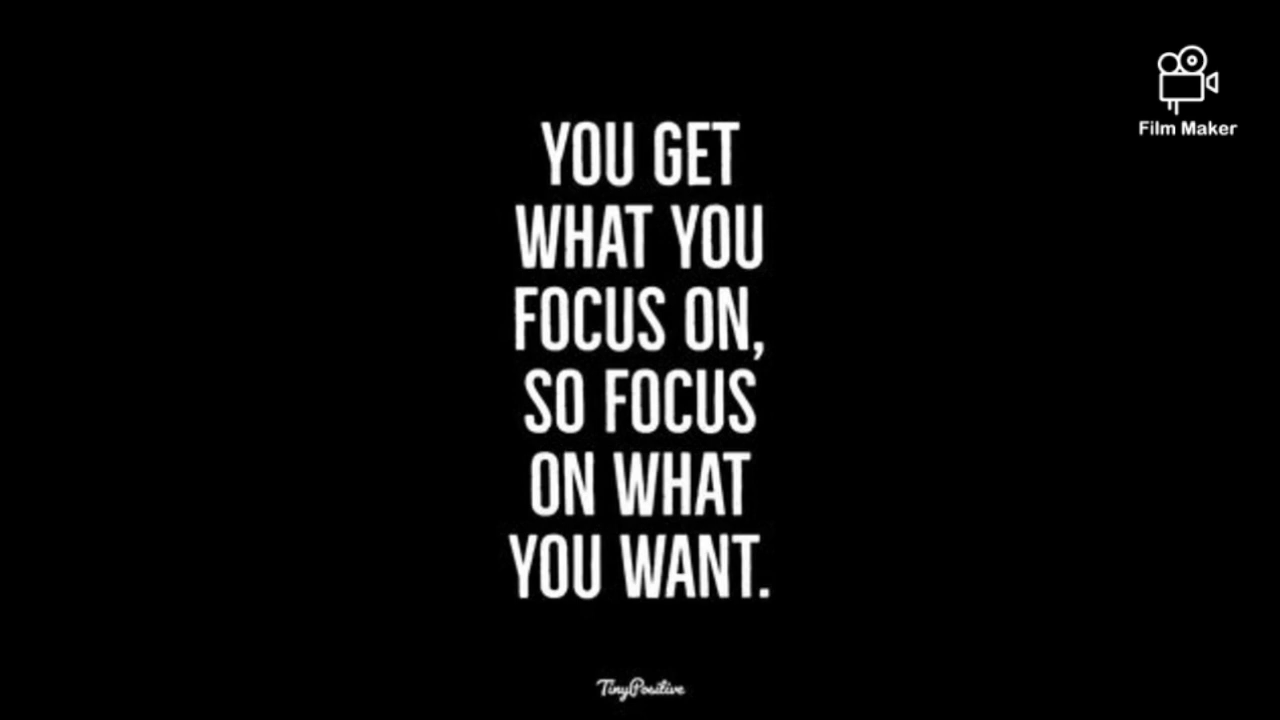 Film Maker
YOU GET
WHAT YOU
FOCUS ON,
SO FOCUS
ON WHAT
YOU WANT.
TinyPositive